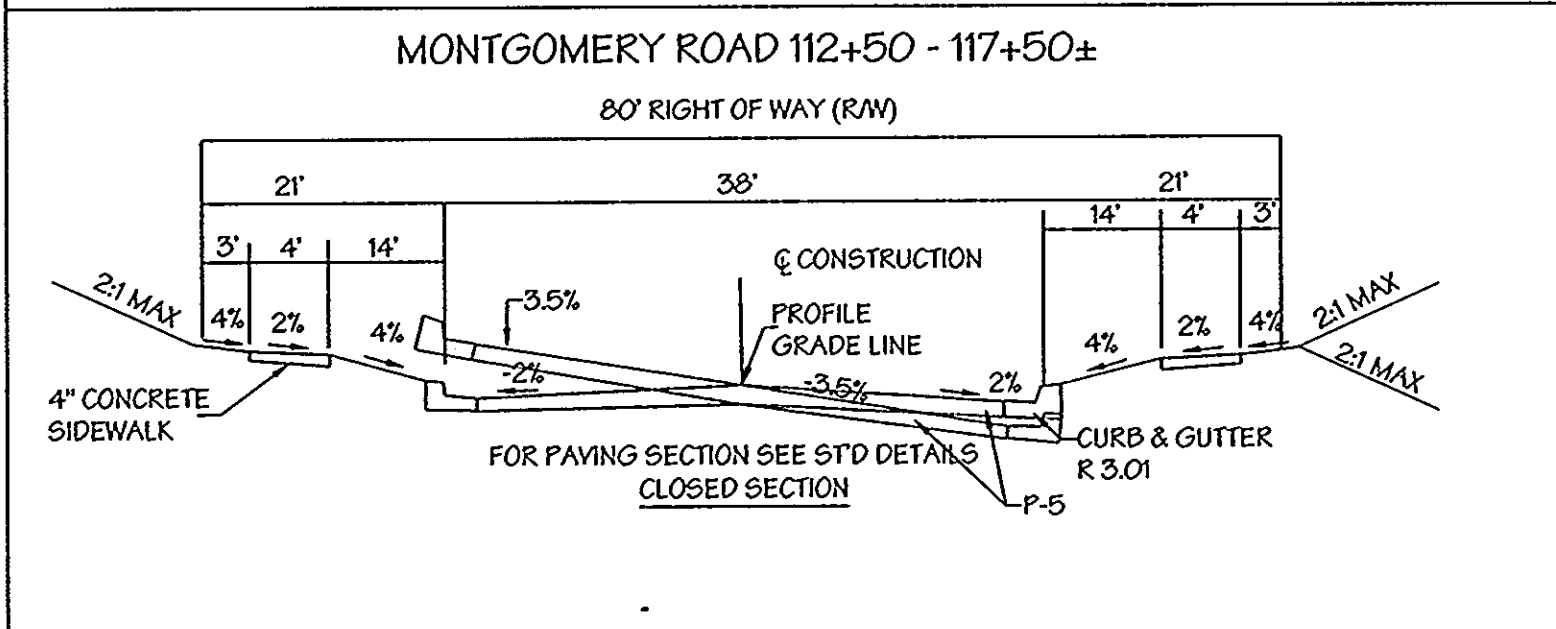 MONTGOMERY ROAD 112+50 - 117+50±
80' RIGHT OF WAY (R/W)
21'
38'
21'
14'
4'
3'
3'
4'
14'
℄ CONSTRUCTION
2:1 MAX
4%
2%
4%
3.5%
PROFILE
GRADE LINE
4%
2%
4%
2:1 MAX
2:1 MAX
-2%
-3.5%
2%
4" CONCRETE
SIDEWALK
FOR PAVING SECTION SEE ST'D DETAILS
CLOSED SECTION
CURB & GUTTER
R 3.01
P-5